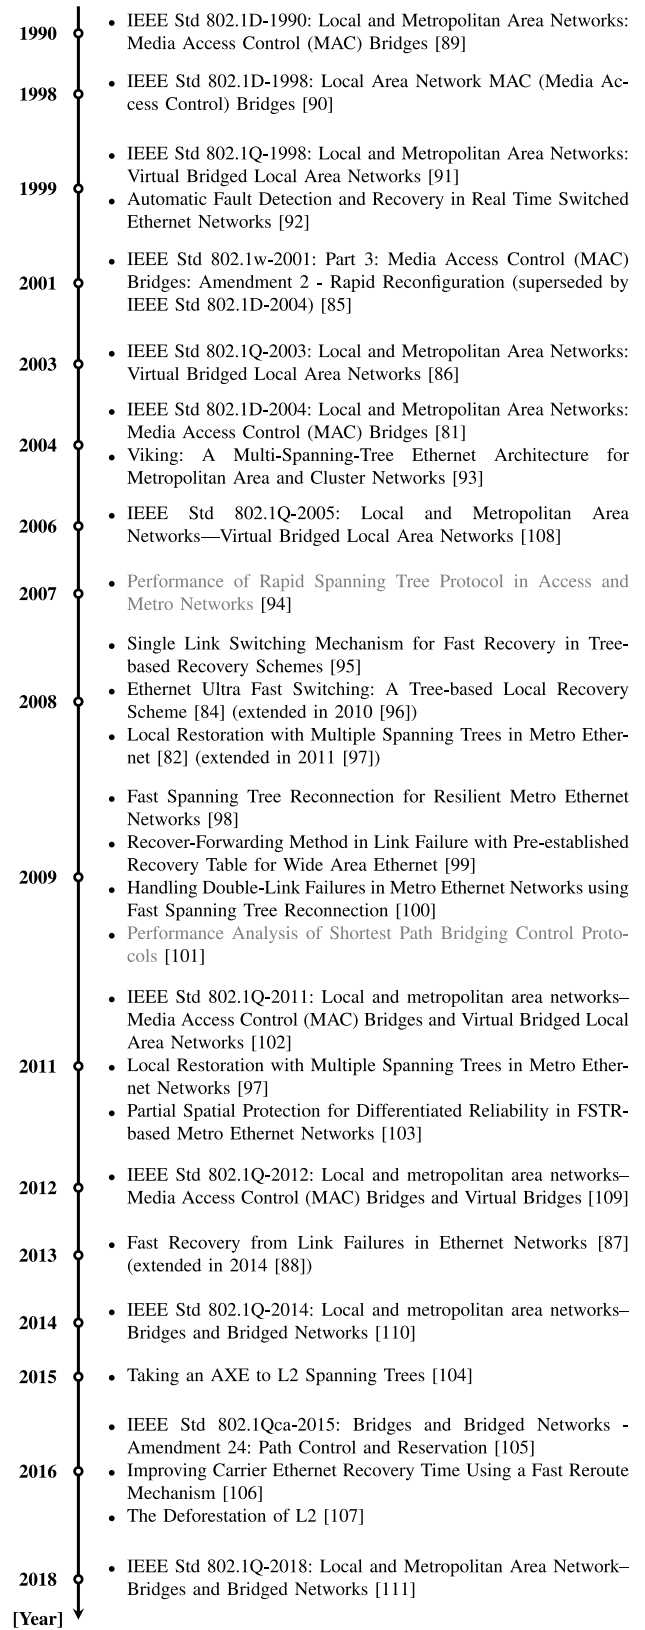 1990
• IEEE Std 802.1D-1990: Local and Metropolitan Area Networks:
Media Access Control (MAC) Bridges [89]
1998
• IEEE Std 802.1D-1998: Local Area Network MAC (Media Ac-
cess Control) Bridges [90]
1999
• IEEE Std 802.1Q-1998: Local and Metropolitan Area Networks:
Virtual Bridged Local Area Networks [91]
• Automatic Fault Detection and Recovery in Real Time Switched
Ethernet Networks [92]
2001
• IEEE Std 802.1w-2001: Part 3: Media Access Control (MAC)
Bridges: Amendment 2 - Rapid Reconfiguration (superseded by
IEEE Std 802.1D-2004) [85]
2003
• IEEE Std 802.1Q-2003: Local and Metropolitan Area Networks:
Virtual Bridged Local Area Networks [86]
2004
• IEEE Std 802.1D-2004: Local and Metropolitan Area Networks:
Media Access Control (MAC) Bridges [81]
• Viking: A Multi-Spanning-Tree Ethernet Architecture for
Metropolitan Area and Cluster Networks [93]
2006
• IEEE Std 802.1Q-2005: Local and Metropolitan Area
Networks—Virtual Bridged Local Area Networks [108]
2007
• Performance of Rapid Spanning Tree Protocol in Access and
Metro Networks [94]
2008
• Single Link Switching Mechanism for Fast Recovery in Tree-
based Recovery Schemes [95]
• Ethernet Ultra Fast Switching: A Tree-based Local Recovery
Scheme [84] (extended in 2010 [96])
• Local Restoration with Multiple Spanning Trees in Metro Ether-
net [82] (extended in 2011 [97])
2009
• Fast Spanning Tree Reconnection for Resilient Metro Ethernet
Networks [98]
• Recover-Forwarding Method in Link Failure with Pre-established
Recovery Table for Wide Area Ethernet [99]
• Handling Double-Link Failures in Metro Ethernet Networks using
Fast Spanning Tree Reconnection [100]
• Performance Analysis of Shortest Path Bridging Control Proto-
cols [101]
2011
• IEEE Std 802.1Q-2011: Local and metropolitan area networks–
Media Access Control (MAC) Bridges and Virtual Bridged Local
Area Networks [102]
• Local Restoration with Multiple Spanning Trees in Metro Ether-
net Networks [97]
• Partial Spatial Protection for Differentiated Reliability in FSTR-
based Metro Ethernet Networks [103]
2012
• IEEE Std 802.1Q-2012: Local and metropolitan area networks–
Media Access Control (MAC) Bridges and Virtual Bridges [109]
2013
• Fast Recovery from Link Failures in Ethernet Networks [87]
(extended in 2014 [88])
2014
• IEEE Std 802.1Q-2014: Local and metropolitan area networks–
Bridges and Bridged Networks [110]
2015
• Taking an AXE to L2 Spanning Trees [104]
2016
• IEEE Std 802.1Qca-2015: Bridges and Bridged Networks -
Amendment 24: Path Control and Reservation [105]
• Improving Carrier Ethernet Recovery Time Using a Fast Reroute
Mechanism [106]
• The Deforestation of L2 [107]
2018
• IEEE Std 802.1Q-2018: Local and Metropolitan Area Network–
Bridges and Bridged Networks [111]
[Year]